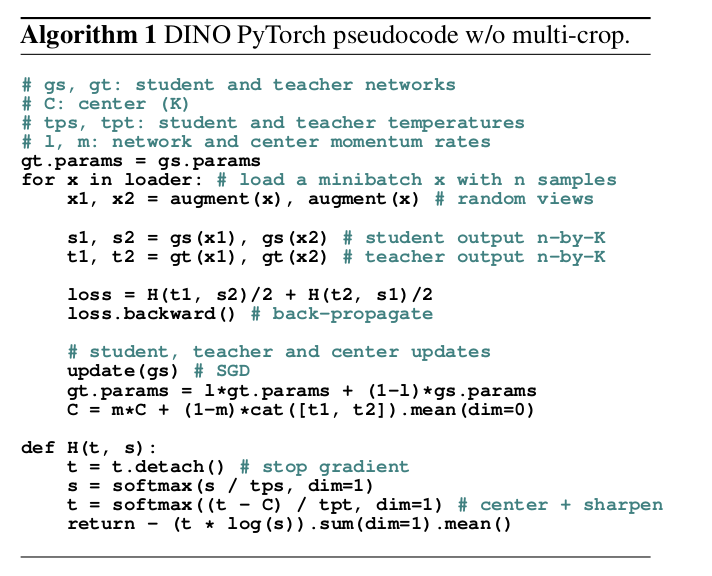 Algorithm 1 DINO PyTorch pseudocode w/o multi-crop.
# gs, gt: student and teacher networks
# C: center (K)
# tps, tpt: student and teacher temperatures
# l, m: network and center momentum rates
gt.params = gs.params
for x in loader: # load a minibatch x with n samples
    x1, x2 = augment(x), augment(x) # random views

    s1, s2 = gs(x1), gs(x2) # student output n-by-K
    t1, t2 = gt(x1), gt(x2) # teacher output n-by-K

    loss = H(t1, s2)/2 + H(t2, s1)/2
    loss.backward() # back-propagate

    # student, teacher and center updates
    update(gs) # SGD
    gt.params = l*gt.params + (1-l)*gs.params
    C = m*C + (1-m)*cat([t1, t2]).mean(dim=0)

def H(t, s):
    t = t.detach() # stop gradient
    s = softmax(s / tps, dim=1)
    t = softmax((t - C) / tpt, dim=1) # center + sharpen
    return - (t * log(s)).sum(dim=1).mean()